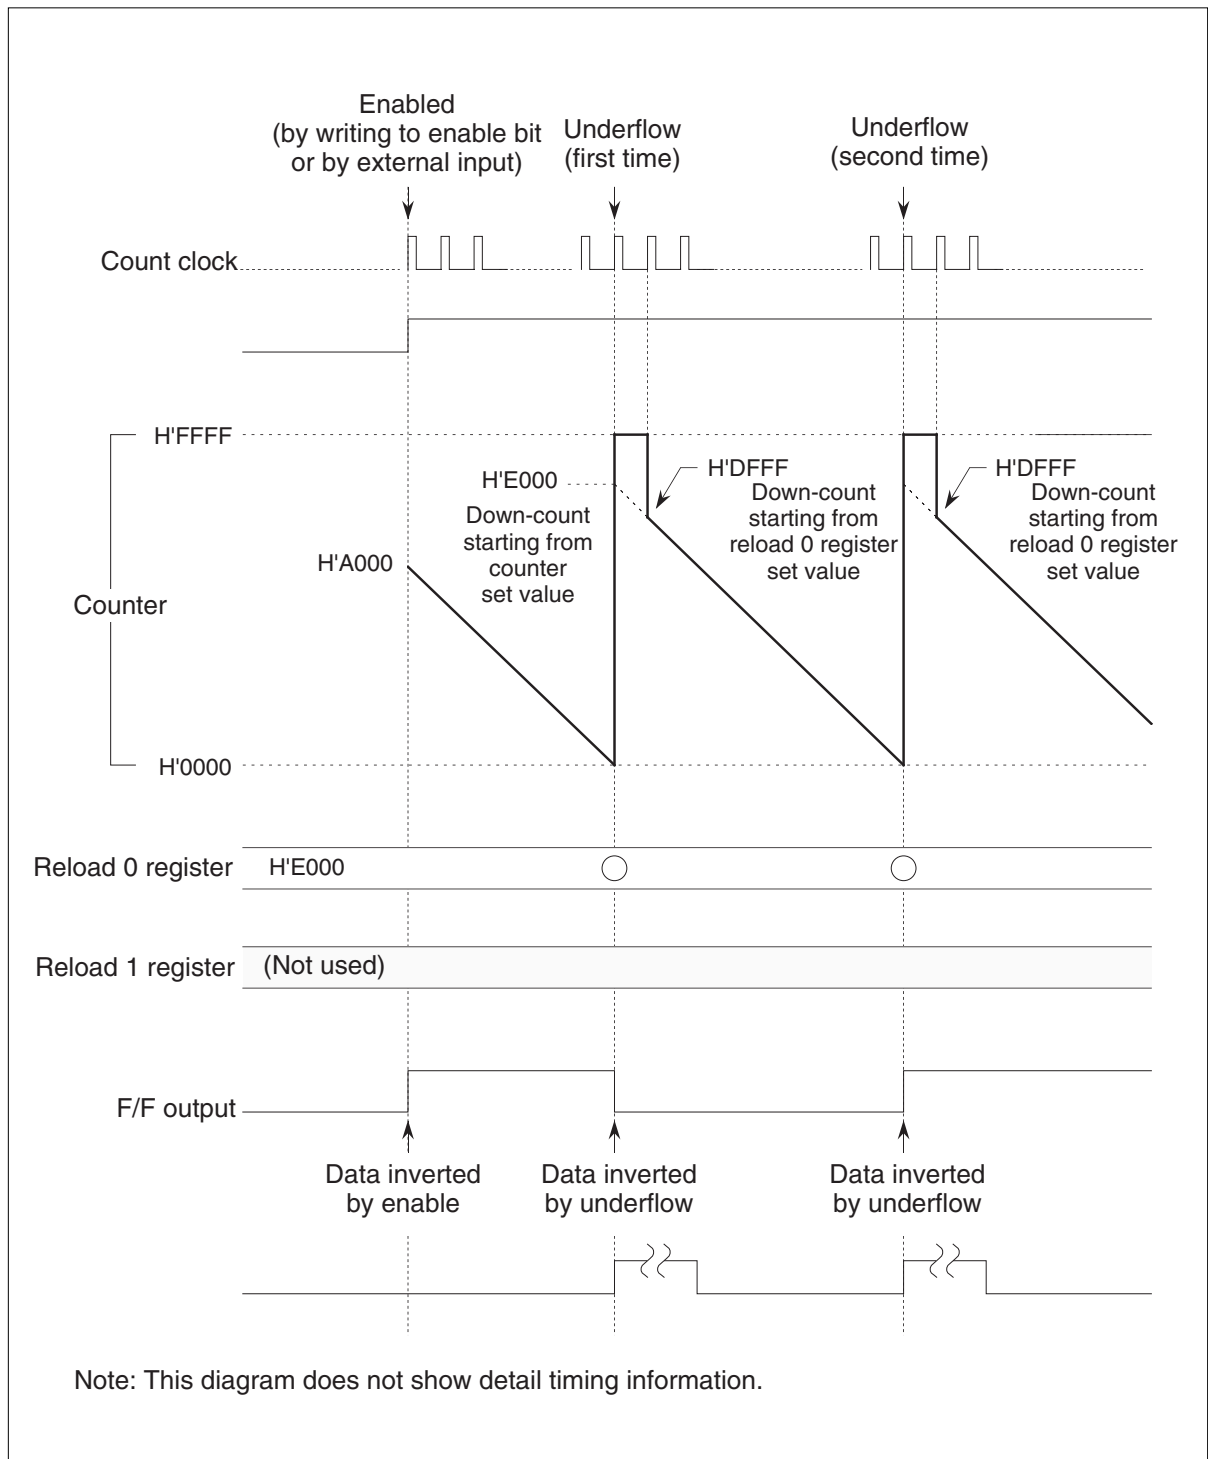 Enabled
(by writing to enable bit
or by external input)
Underflow
(first time)
Underflow
(second time)
Count clock
H'FFFF
H'E000
Down-count
starting from
counter
set value
H'DFFF
Down-count
starting from
reload 0 register
set value
H'DFFF
Down-count
starting from
reload 0 register
set value
H'A000
Counter
H'0000
Reload 0 register
H'E000
Reload 1 register
(Not used)
F/F output
Data inverted
by enable
Data inverted
by underflow
Data inverted
by underflow
Note: This diagram does not show detail timing information.